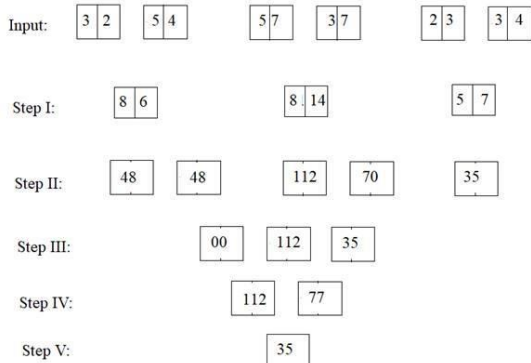 Input: 3 2 5 4 5 7 3 7 2 3 3 4
Step I: 8 6 8 . 14 5 7
Step II: 48 48 112 70 35
Step III: 00 112 35
Step IV: 112 77
Step V: 35